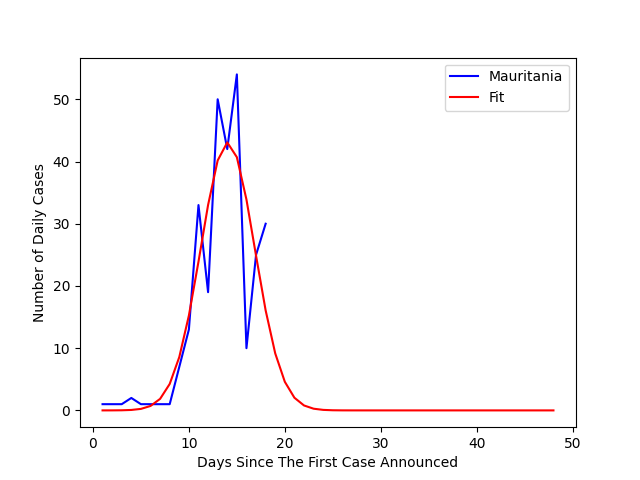 Mauritania
Fit
Number of Daily Cases
50
40
30
20
10
0
0 10 20 30 40 50
Days Since The First Case Announced